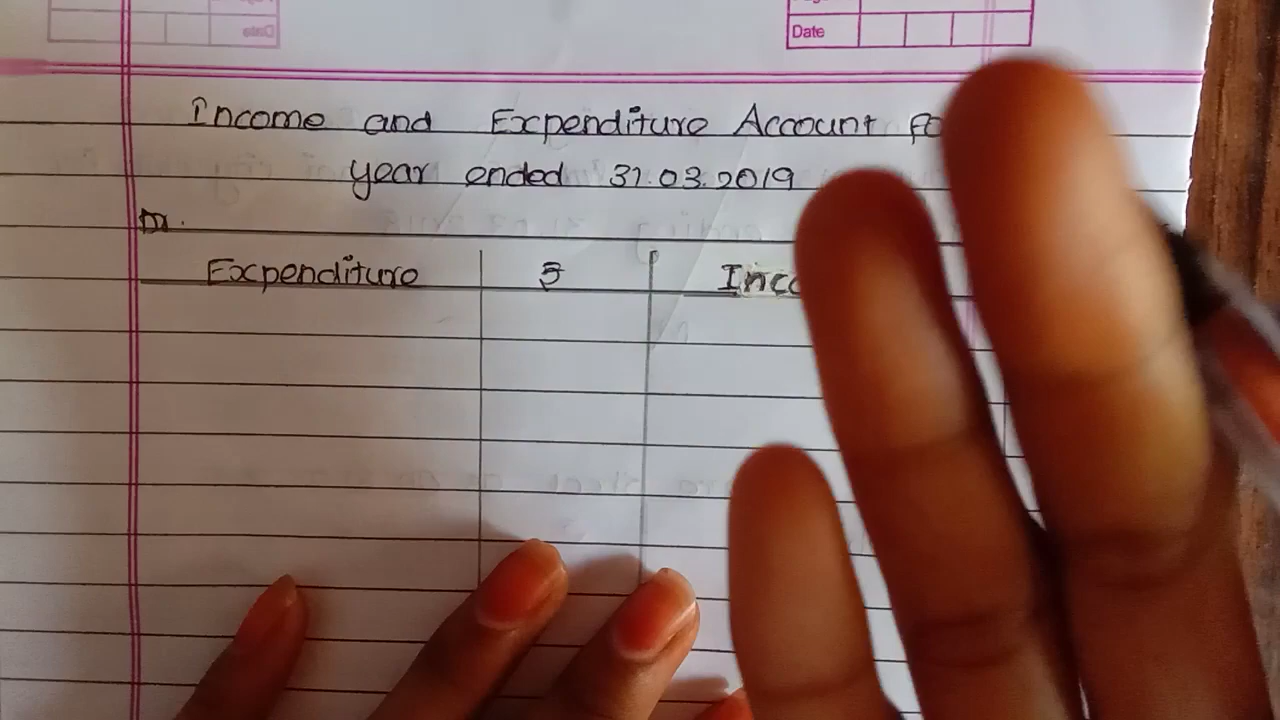 Date
Income and Expenditure Account fo
year ended 31.03.2019
Dr.
Expenditure ₹ Inco